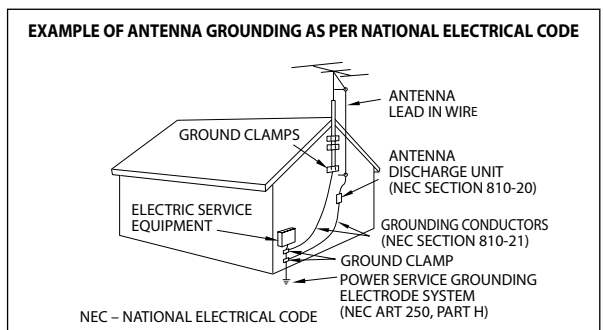 EXAMPLE OF ANTENNA GROUNDING AS PER NATIONAL ELECTRICAL CODE
ANTENNA
LEAD IN WIRE
GROUND CLAMPS
ANTENNA
DISCHARGE UNIT
(NEC SECTION 810-20)
ELECTRIC SERVICE
EQUIPMENT
GROUNDING CONDUCTORS
(NEC SECTION 810-21)
GROUND CLAMP
POWER SERVICE GROUNDING
ELECTRODE SYSTEM
(NEC ART 250, PART H)
NEC – NATIONAL ELECTRICAL CODE